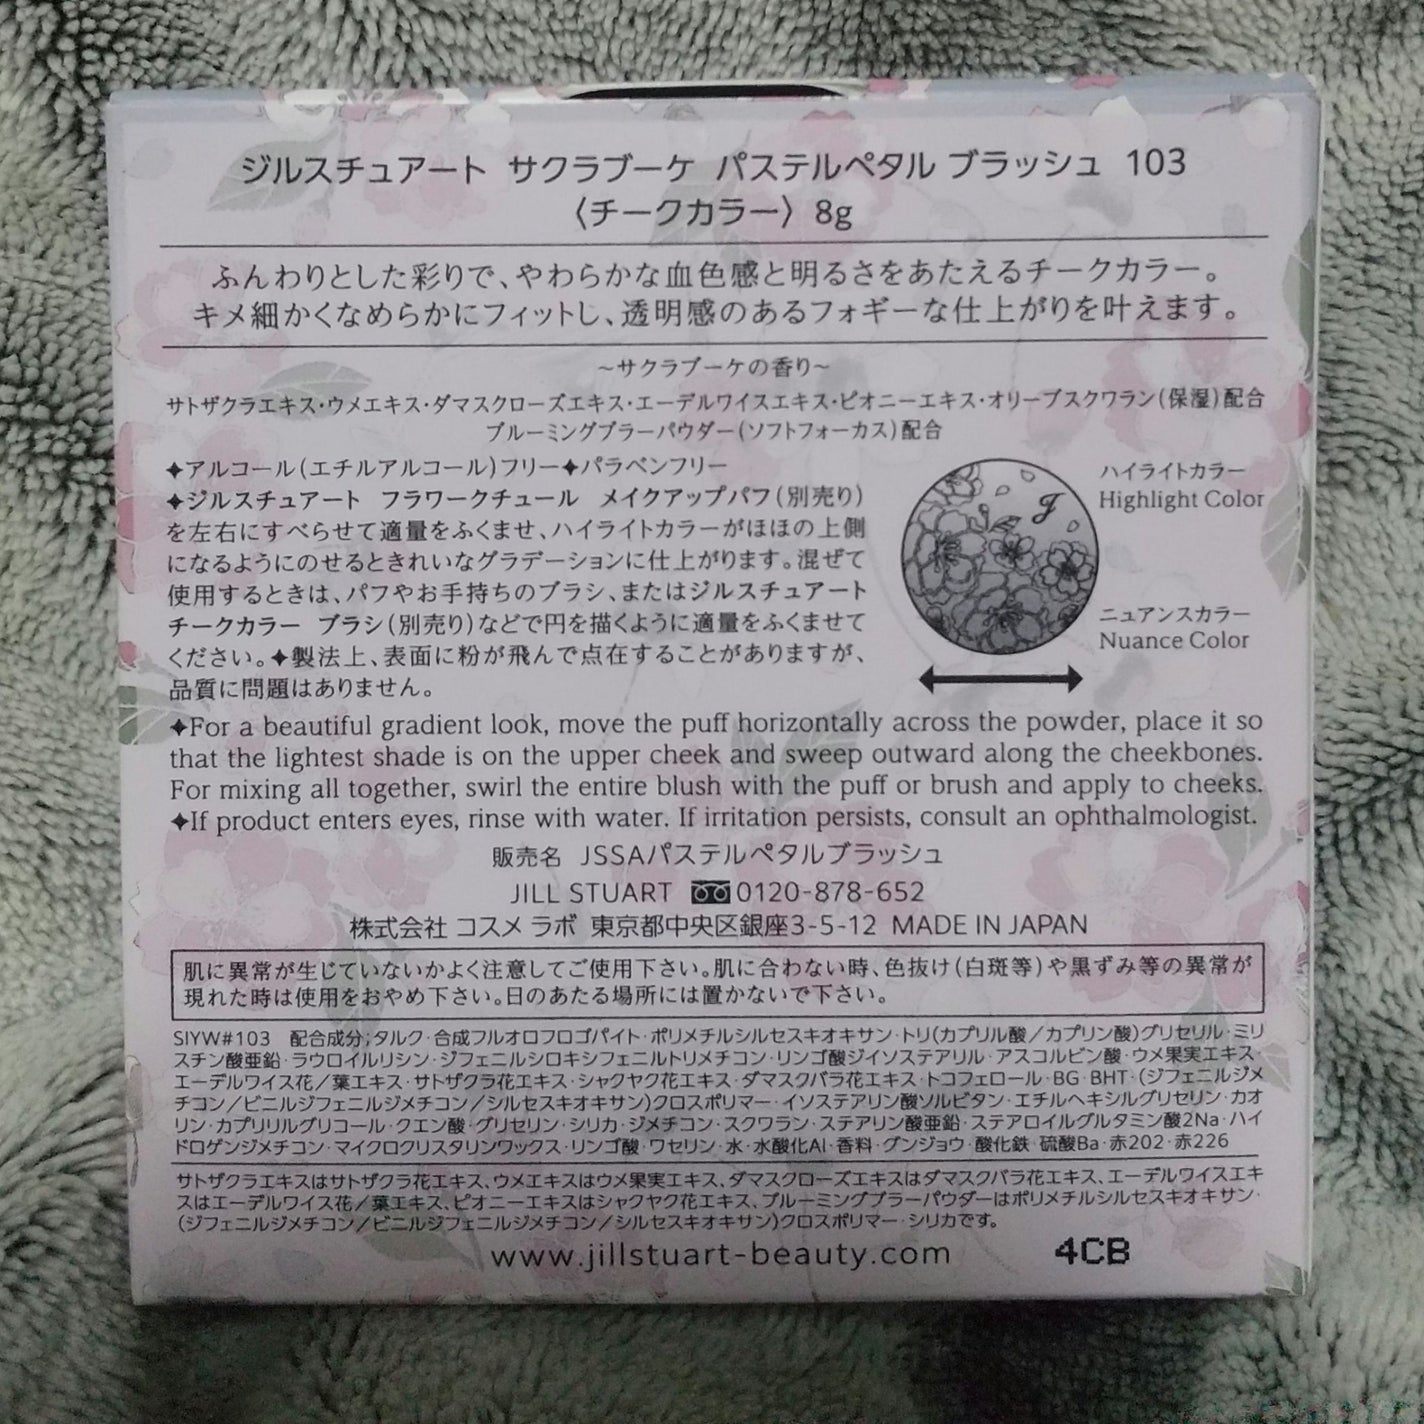 ジルスチュアート サクラブーケ パステルペタル ブラッシュ 103
〈チークカラー〉 8g
ふんわりとした彩りで、やわらかな血色感と明るさをあたえるチークカラー。
キメ細かくなめらかにフィットし、透明感のあるフォギーな仕上がりを叶えます。
~サクラブーケの香り~
サトザクラエキス・ウメエキス・ダマスクローズエキス・エーデルワイスエキス・ピオニーエキス・オリーブスクワラン(保湿)配合
ブルーミングブラーパウダー(ソフトフォーカス)配合
✦アルコール(エチルアルコール)フリー✦パラベンフリー
✦ジルスチュアート フラワークチュール メイクアップパフ(別売り)
を左右にすべらせて適量をふくませ、ハイライトカラーがほほの上側
になるようにのせるときれいなグラデーションに仕上がります。混ぜて
使用するときは、パフやお手持ちのブラシ、またはジルスチュアート
チークカラー ブラシ(別売り)などで円を描くように適量をふくませて
ください。✦製法上、表面に粉が飛んで点在することがありますが、
品質に問題はありません。
ハイライトカラー
Highlight Color
J
ニュアンスカラー
Nuance Color
✦For a beautiful gradient look, move the puff horizontally across the powder, place it so
that the lightest shade is on the upper cheek and sweep outward along the cheekbones.
For mixing all together, swirl the entire blush with the puff or brush and apply to cheeks.
✦If product enters eyes, rinse with water. If irritation persists, consult an ophthalmologist.
販売名 JSSAパステルペタルブラッシュ
JILL STUART 0120-878-652
株式会社 コスメ ラボ 東京都中央区銀座3-5-12 MADE IN JAPAN
肌に異常が生じていないかよく注意してご使用下さい。肌に合わない時、色抜け(白斑等)や黒ずみ等の異常が
現れた時は使用をおやめ下さい。日のあたる場所には置かないで下さい。
SIYW#103 配合成分;タルク・合成フルオロフロゴパイト・ポリメチルシルセスキオキサン・トリ(カプリル酸/カプリン酸)グリセリル・ミリ
スチン酸亜鉛・ラウロイルリシン・ジフェニルシロキシフェニルトリメチコン・リンゴ酸ジイソステアリル・アスコルビン酸・ウメ果実エキス・
エーデルワイス花/葉エキス・サトザクラ花エキス・シャクヤク花エキス・ダマスクバラ花エキス・トコフェロール・BG・BHT・(ジフェニルジメ
チコン/ビニルジフェニルジメチコン/シルセスキオキサン)クロスポリマー・イソステアリン酸ソルビタン・エチルヘキシルグリセリン・カオ
リン・カプリリルグリコール・クエン酸・グリセリン・シリカ・ジメチコン・スクワラン・ステアリン酸亜鉛・ステアロイルグルタミン酸2Na・ハイ
ドロゲンジメチコン・マイクロクリスタリンワックス・リンゴ酸・ワセリン・水・水酸化Al・香料・グンジョウ・酸化鉄・硫酸Ba・赤202・赤226
サトザクラエキスはサトザクラ花エキス、ウメエキスはウメ果実エキス、ダマスクローズエキスはダマスクバラ花エキス、エーデルワイスエキ
スはエーデルワイス花/葉エキス、ピオニーエキスはシャクヤク花エキス、ブルーミングブラーパウダーはポリメチルシルセスキオキサン・
(ジフェニルジメチコン/ビニルジフェニルジメチコン/シルセスキオキサン)クロスポリマー・シリカです。
www.jillstuart-beauty.com
4CB